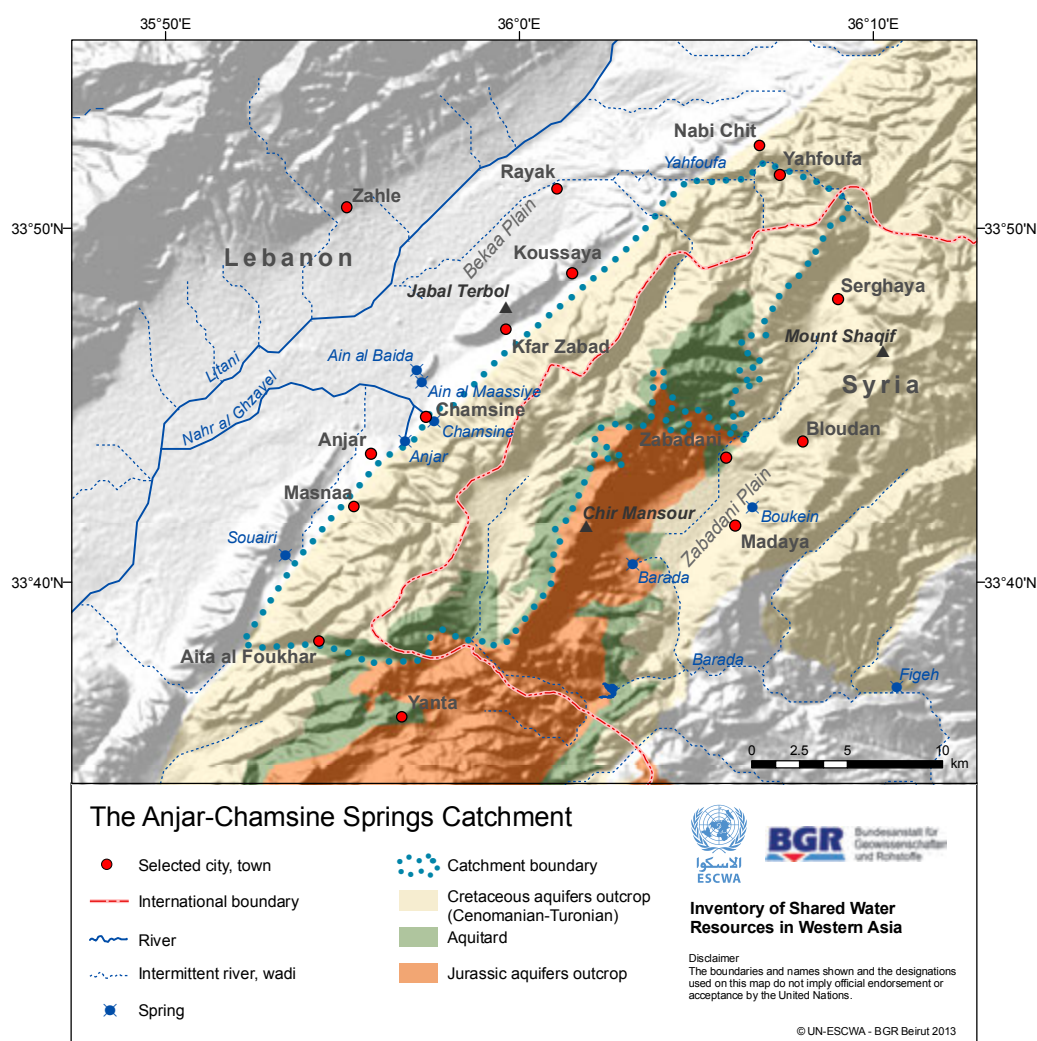 35°50'E
36°0'E
36°10'E
Nabi Chit
Yahfoufa
Yahfoufa
Rayak
Zahle
33°50'N
33°50'N
Lebanon
Bekaa Plain
Koussaya
Jabal Terbol
Serghaya
Kfar Zabad
Mount Shaqif
Ain al Baida
Litani
Syria
Ain al Maassiye
Nahr al Ghzayel
Chamsine
Chamsine
Zabadani
Bloudan
Anjar
Anjar
Masnaa
Zabadani Plain
Chir Mansour
Boukein
Souairi
Madaya
33°40'N
33°40'N
Barada
Aita al Foukhar
Barada
Figeh
Yanta
0 2.5 5 10
km
The Anjar-Chamsine Springs Catchment
Selected city, town
International boundary
River
Intermittent river, wadi
Spring
Catchment boundary
Cretaceous aquifers outcrop
(Cenomanian-Turonian)
Aquitard
Jurassic aquifers outcrop
الاسكوا
ESCWA
BGR
Bundesanstalt für
Geowissenschaften
und Rohstoffe
Inventory of Shared Water
Resources in Western Asia
Disclaimer
The boundaries and names shown and the designations
used on this map do not imply official endorsement or
acceptance by the United Nations.
© UN-ESCWA - BGR Beirut 2013